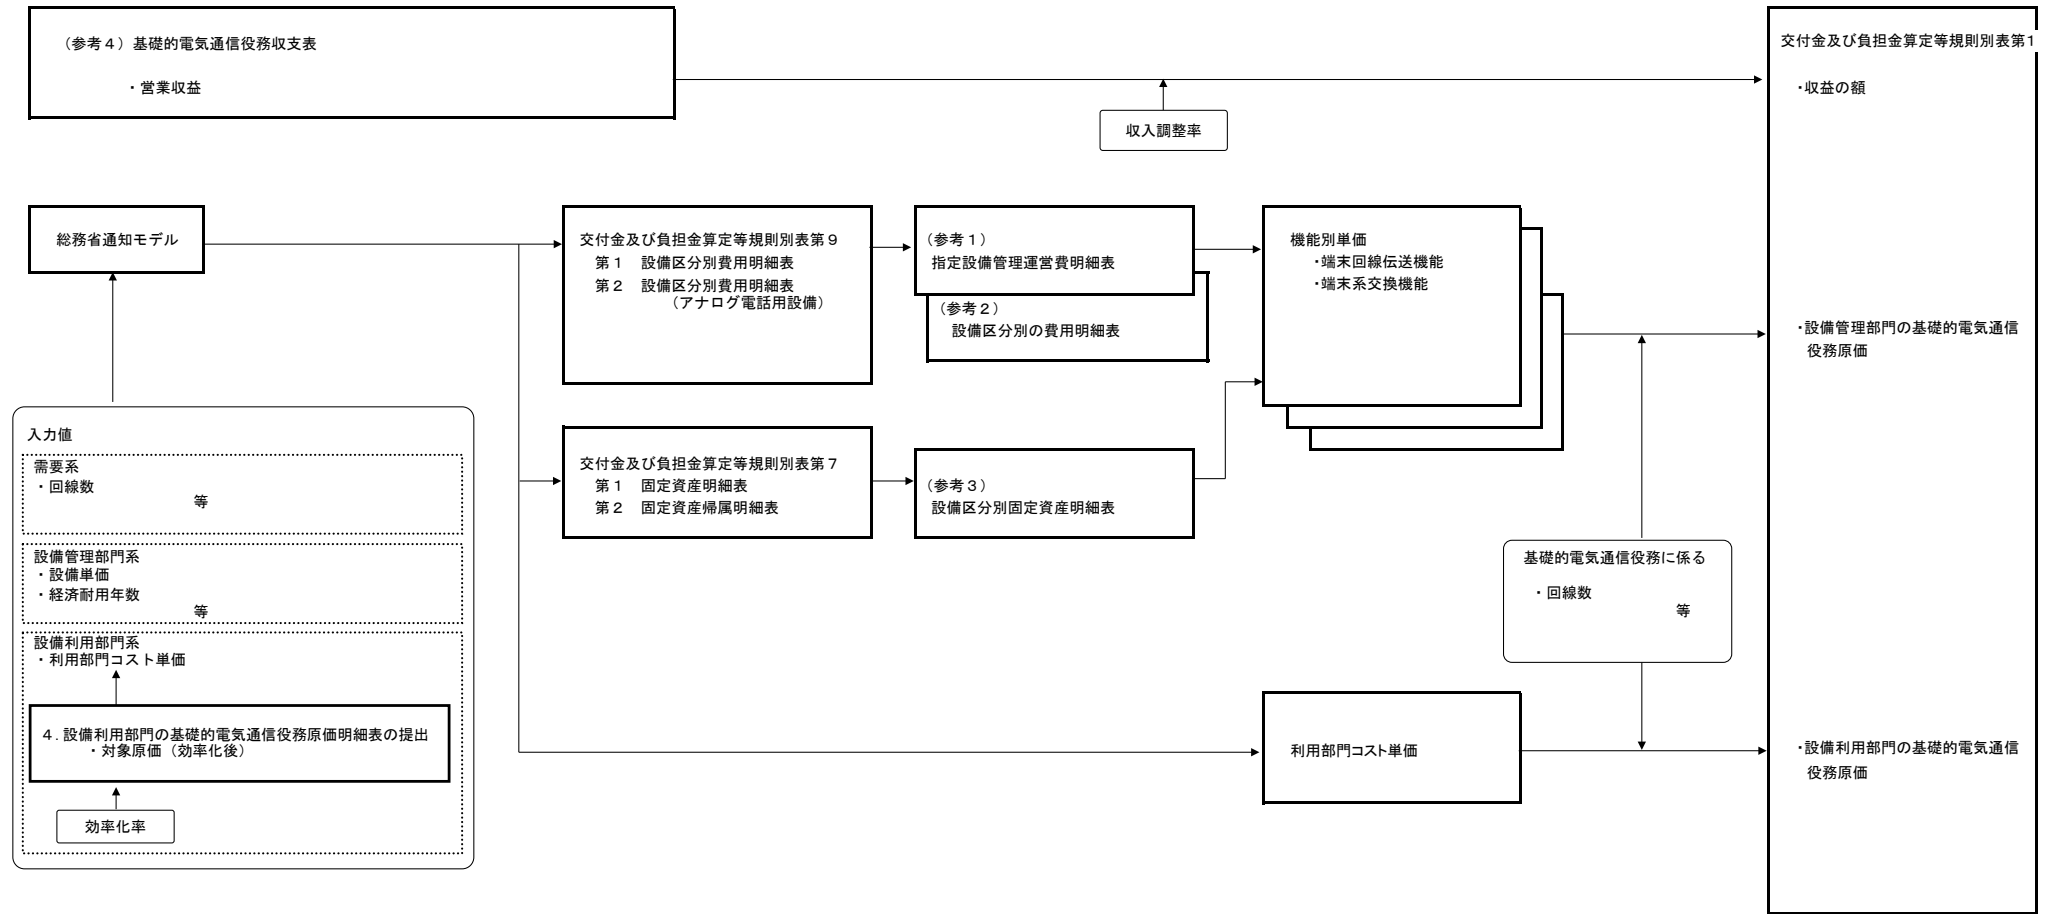 （参考４）基礎的電気通信役務収支表
・営業収益
収入調整率
交付金及び負担金算定等規則別表第１
・収益の額
・設備管理部門の基礎的電気通信
役務原価
・設備利用部門の基礎的電気通信
役務原価
総務省通知モデル
交付金及び負担金算定等規則別表第９
第１　設備区分別費用明細表
第２　設備区分別費用明細表
（アナログ電話用設備）
（参考１）
指定設備管理運営費明細表
（参考２）
設備区分別の費用明細表
機能別単価
・端末回線伝送機能
・端末系交換機能
入力値
需要系
・回線数
等
設備管理部門系
・設備単価
・経済耐用年数
等
設備利用部門系
・利用部門コスト単価
４.設備利用部門の基礎的電気通信役務原価明細表の提出
・対象原価（効率化後）
効率化率
交付金及び負担金算定等規則別表第７
第１　固定資産明細表
第２　固定資産帰属明細表
（参考３）
設備区分別固定資産明細表
基礎的電気通信役務に係る
・回線数
等
利用部門コスト単価